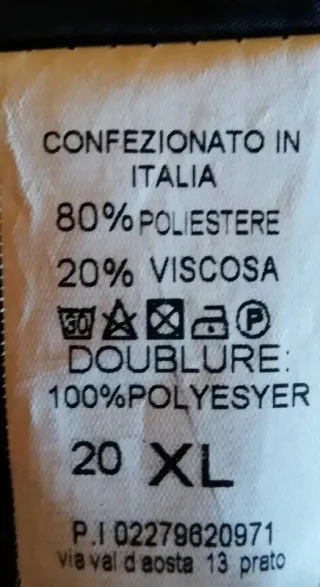 CONFEZIONATO IN
ITALIA
80% POLIESTERE
20% VISCOSA
P
DOUBLURE:
100%POLYESYER
20 XL
P.I 02279620971
via val d aosta 13 prato